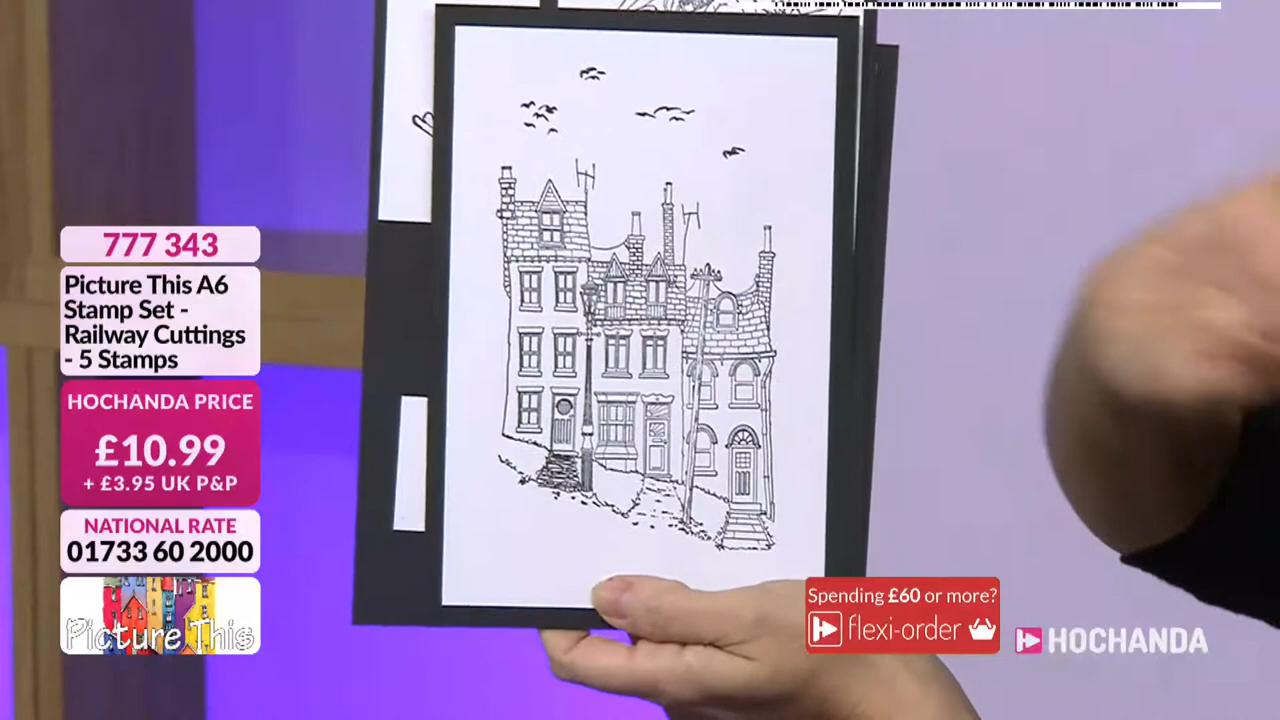 777 343
Picture This A6
Stamp Set -
Railway Cuttings
- 5 Stamps
HOCHANDA PRICE
£10.99
+ £3.95 UK P&P
NATIONAL RATE
01733 60 2000
Picture This
Spending £60 or more?
flexi-order
HOCHANDA